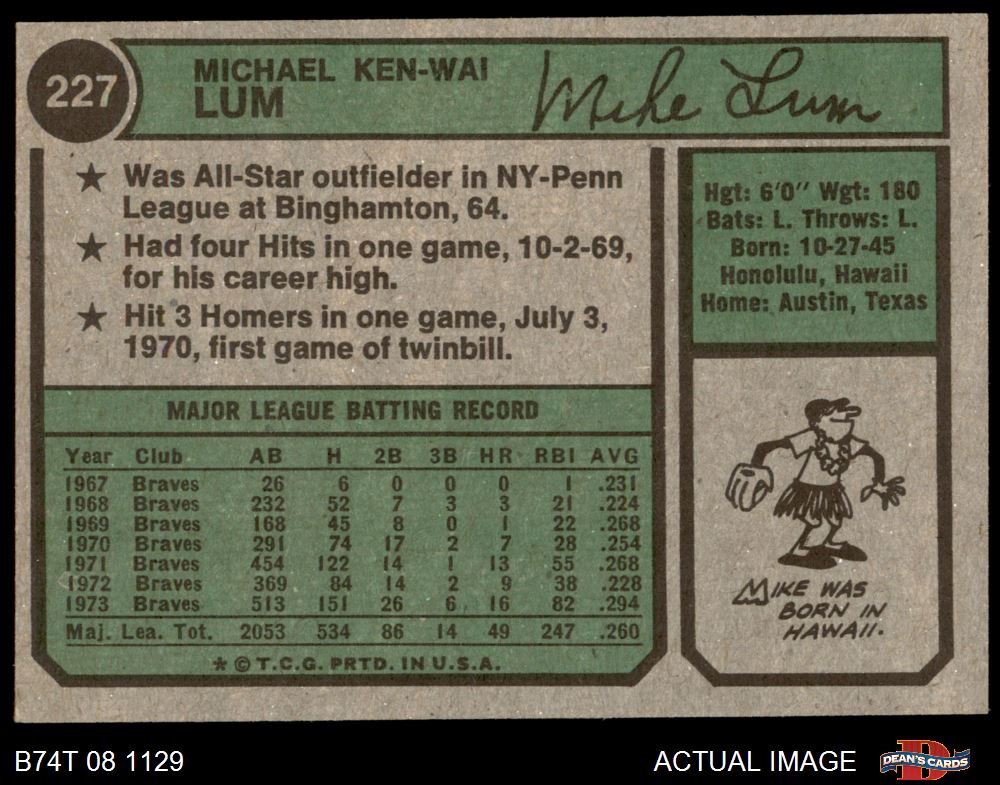 227
MICHAEL KEN-WAI
LUM
Mike Lum
★ Was All-Star outfielder in NY-Penn
League at Binghamton, 64.
★ Had four Hits in one game, 10-2-69,
for his career high.
★ Hit 3 Homers in one game, July 3,
1970, first game of twinbill.
Hgt: 6'0" Wgt: 180
Bats: L. Throws: L.
Born: 10-27-45
Honolulu, Hawaii
Home: Austin, Texas
MAJOR LEAGUE BATTING RECORD
Year Club AB H 2B 3B HR RBI AVG
1967 Braves 26 6 0 0 0 1 .231
1968 Braves 232 52 7 3 3 21 .224
1969 Braves 168 45 8 0 1 22 .268
1970 Braves 291 74 17 2 7 28 .254
1971 Braves 454 122 14 1 13 55 .268
1972 Braves 369 84 14 2 9 38 .228
1973 Braves 513 151 26 6 16 82 .294
Maj. Lea. Tot. 2053 534 86 14 49 247 .260
★ © T.C.G. PRTD. IN U.S.A.
MIKE WAS
BORN IN
HAWAII.
B74T 08 1129
ACTUAL IMAGE
D
DEAN'S CARDS